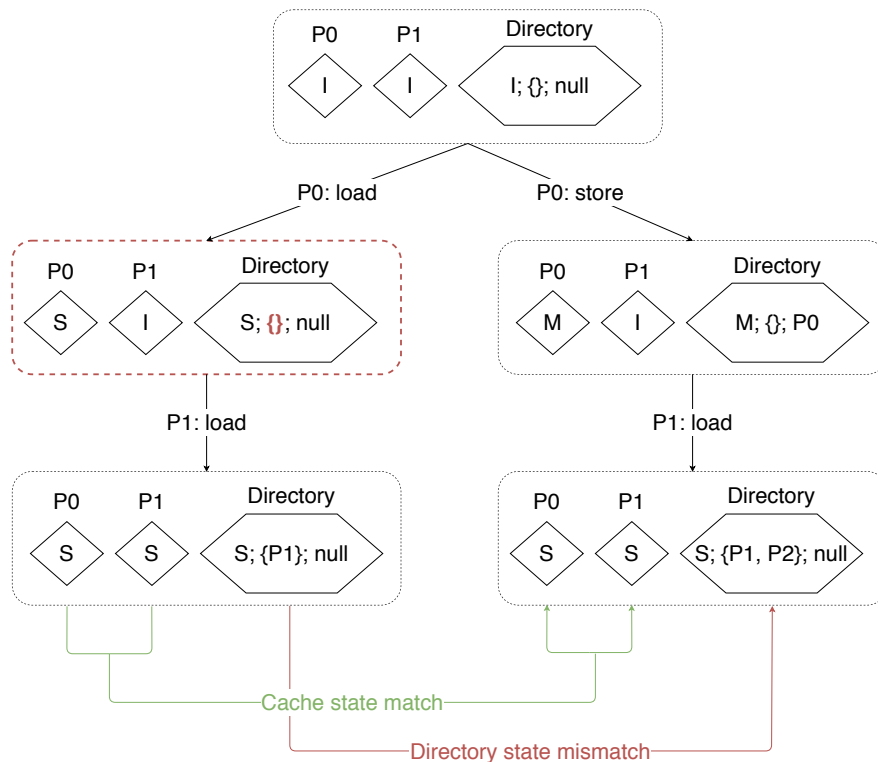 P0 P1 Directory
I I I; {}; null
P0: load P0: store
P0 P1 Directory
S I S; {}; null
P0 P1 Directory
M I M; {}; P0
P1: load P1: load
P0 P1 Directory
S S S; {P1}; null
P0 P1 Directory
S S S; {P1, P2}; null
Cache state match
Directory state mismatch